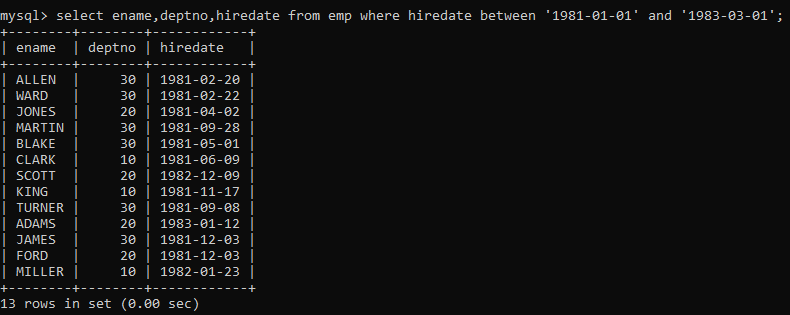 mysql> select ename,deptno,hiredate from emp where hiredate between '1981-01-01' and '1983-03-01';
+--------+--------+------------+
| ename  | deptno | hiredate   |
+--------+--------+------------+
| ALLEN  |     30 | 1981-02-20 |
| WARD   |     30 | 1981-02-22 |
| JONES  |     20 | 1981-04-02 |
| MARTIN |     30 | 1981-09-28 |
| BLAKE  |     30 | 1981-05-01 |
| CLARK  |     10 | 1981-06-09 |
| SCOTT  |     20 | 1982-12-09 |
| KING   |     10 | 1981-11-17 |
| TURNER |     30 | 1981-09-08 |
| ADAMS  |     20 | 1983-01-12 |
| JAMES  |     30 | 1981-12-03 |
| FORD   |     20 | 1981-12-03 |
| MILLER |     10 | 1982-01-23 |
+--------+--------+------------+
13 rows in set (0.00 sec)